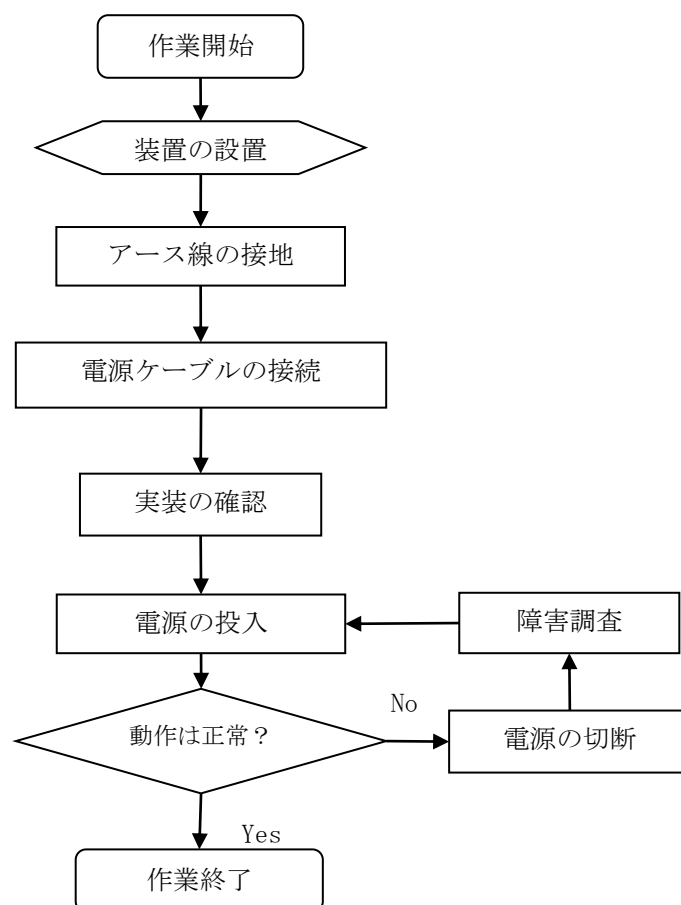 作業開始
装置の設置
アース線の接地
電源ケーブルの接続
実装の確認
電源の投入
障害調査
No
動作は正常？
電源の切断
Yes
作業終了